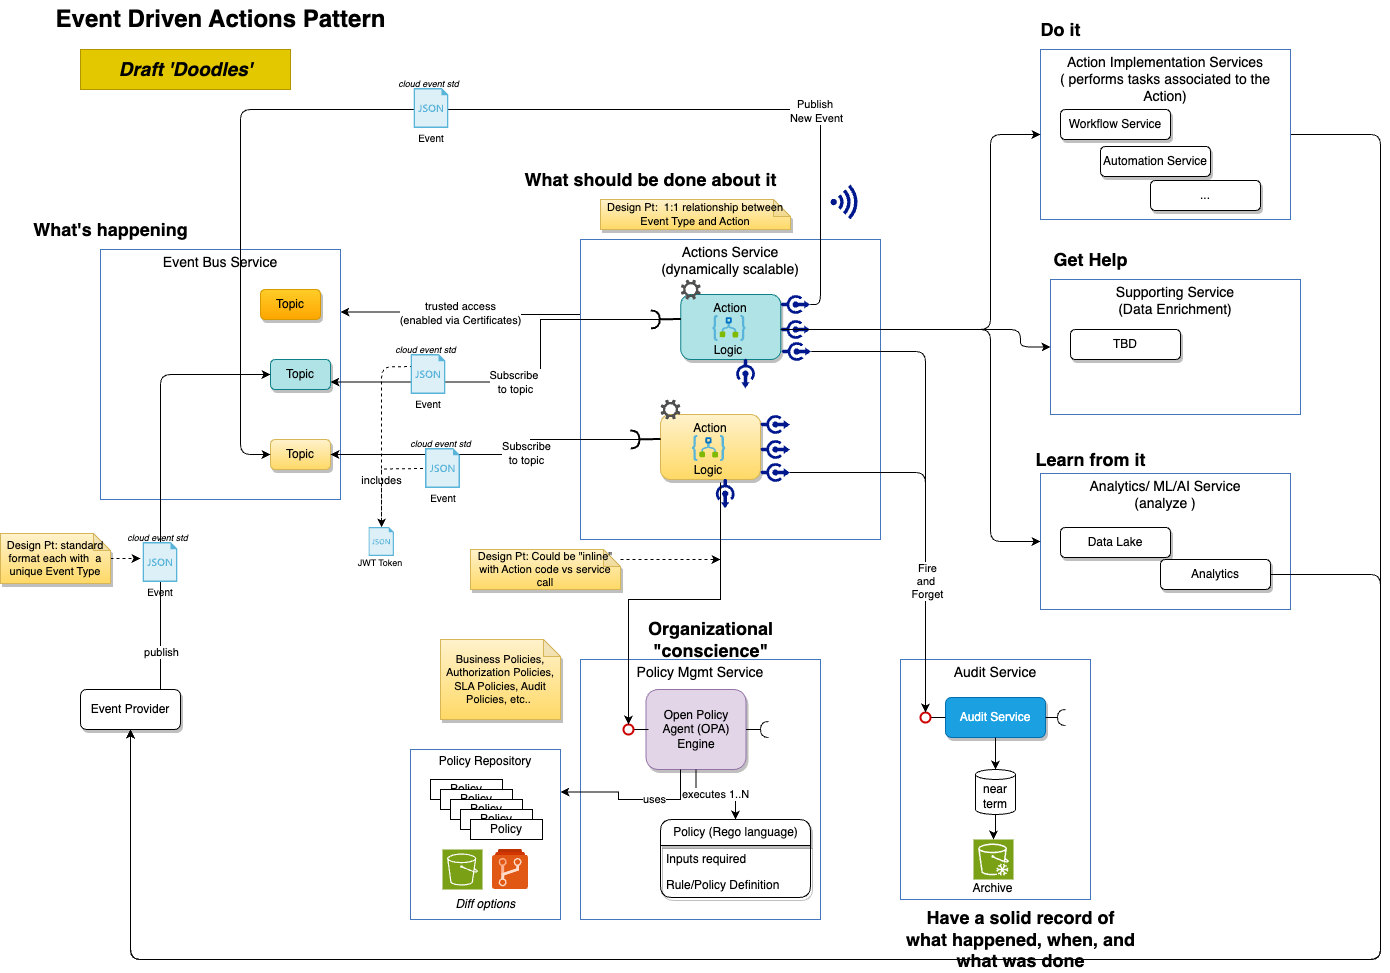 Event Driven Actions Pattern
Draft 'Doodles'
cloud event std
JSON
Event
Publish
New Event
Do it
Action Implementation Services
( performs tasks associated to the
Action)
Workflow Service
Automation Service
...
What should be done about it
Design Pt:  1:1 relationship between
Event Type and Action
What's happening
Event Bus Service
Topic
Topic
Topic
trusted access
(enabled via Certificates)
cloud event std
JSON
Event
Subscribe
to topic
cloud event std
JSON
Event
Subscribe
to topic
includes
JSON
JWT Token
Actions Service
(dynamically scalable)
Action
Logic
Action
Logic
Get Help
Supporting Service
(Data Enrichment)
TBD
Learn from it
Analytics/ ML/AI Service
(analyze )
Data Lake
Analytics
Design Pt: standard
format each with  a
unique Event Type
cloud event std
JSON
Event
publish
Event Provider
Design Pt: Could be "inline"
with Action code vs service
call
Fire
and
Forget
Business Policies,
Authorization Policies,
SLA Policies, Audit
Policies, etc..
Organizational
"conscience"
Policy Mgmt Service
Open Policy
Agent (OPA)
Engine
uses
executes 1..N
Policy (Rego language)
Inputs required
Rule/Policy Definition
Policy Repository
Policy
Policy
Policy
Policy
Policy
Diff options
Audit Service
Audit Service
near
term
Archive
Have a solid record of
what happened, when, and
what was done